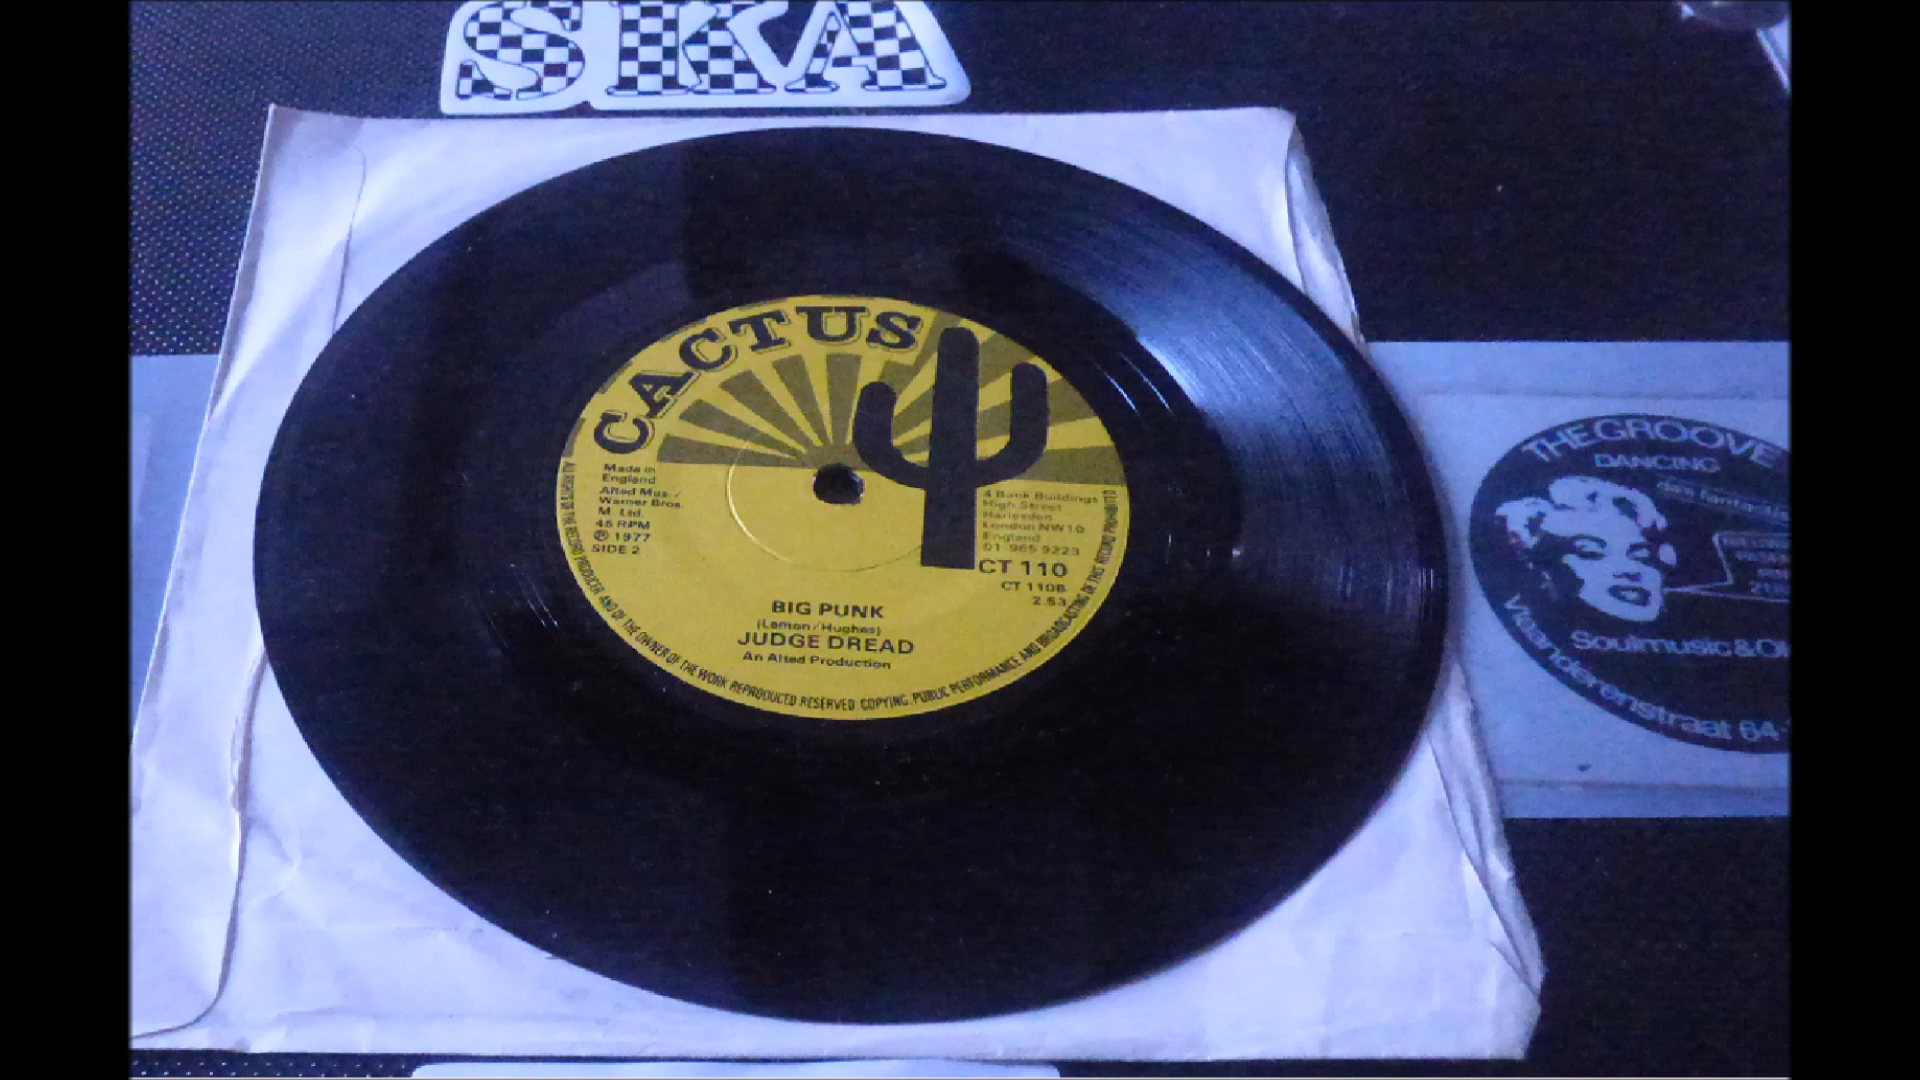 SKA
CACTUS
Made in
England
Alted Mus./
Warner Bros.
M. Ltd.
45 RPM
℗ 1977
SIDE 2
4 Bank Buildings
High Street
Harlesden
London NW10
England
01 965 9223
CT 110
CT 110B
2.53
BIG PUNK
(Lemon/Hughes)
JUDGE DREAD
An Alted Production
ALL RIGHTS OF THE RECORD PRODUCER AND OF THE OWNER OF THE WORK REPRODUCED RESERVED. COPYING, PUBLIC PERFORMANCE AND BROADCASTING OF THIS RECORD PROHIBITED
THE GROOVE
DANCING
Soulmusic &
Vlaanderenstraat 64-